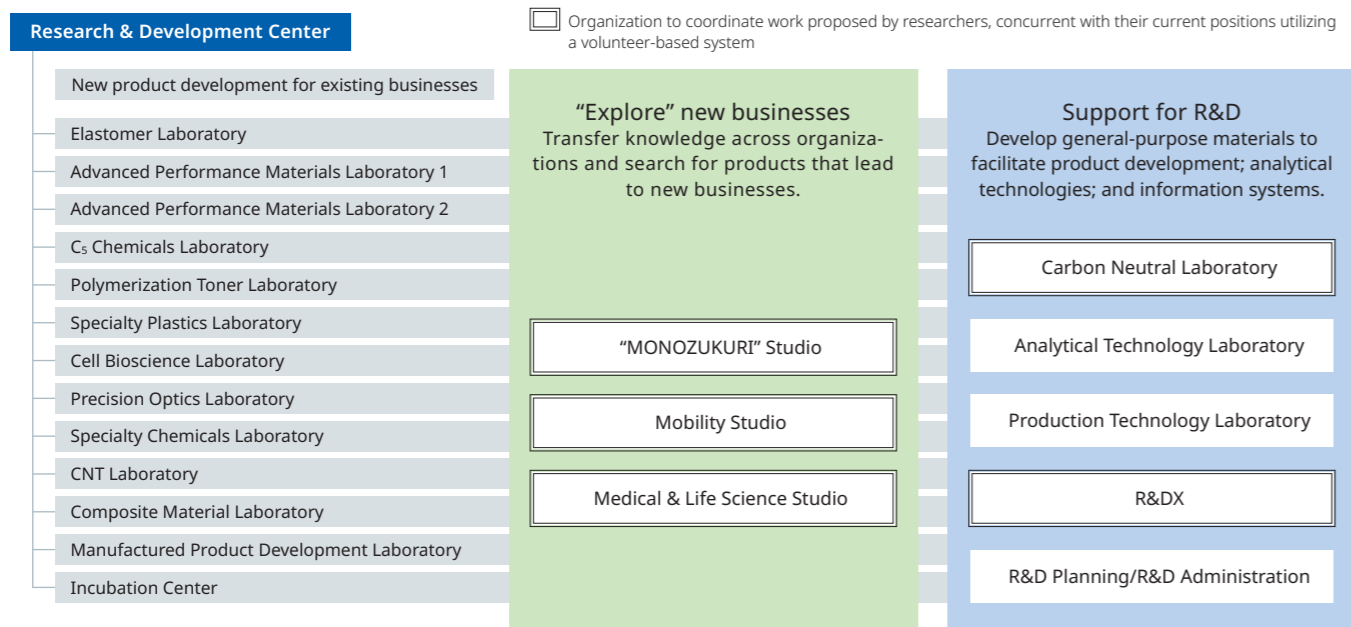 Research & Development Center
Organization to coordinate work proposed by researchers, concurrent with their current positions utilizing
a volunteer-based system
New product development for existing businesses
Elastomer Laboratory
Advanced Performance Materials Laboratory 1
Advanced Performance Materials Laboratory 2
C₅ Chemicals Laboratory
Polymerization Toner Laboratory
Specialty Plastics Laboratory
Cell Bioscience Laboratory
Precision Optics Laboratory
Specialty Chemicals Laboratory
CNT Laboratory
Composite Material Laboratory
Manufactured Product Development Laboratory
Incubation Center
“Explore” new businesses
Transfer knowledge across organiza-
tions and search for products that lead
to new businesses.
“MONOZUKURI” Studio
Mobility Studio
Medical & Life Science Studio
Support for R&D
Develop general-purpose materials to
facilitate product development; analytical
technologies; and information systems.
Carbon Neutral Laboratory
Analytical Technology Laboratory
Production Technology Laboratory
R&DX
R&D Planning/R&D Administration